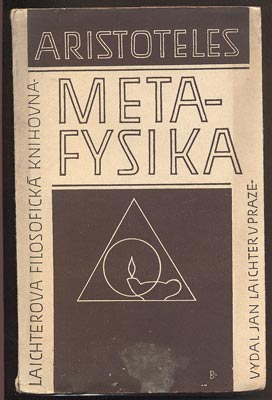 ARISTOTELES
META-
FYSIKA
LAICHTEROVA FILOSOFICKÁ KNIHOVNA·
VYDAL JAN LAICHTER V PRAZE-
B-